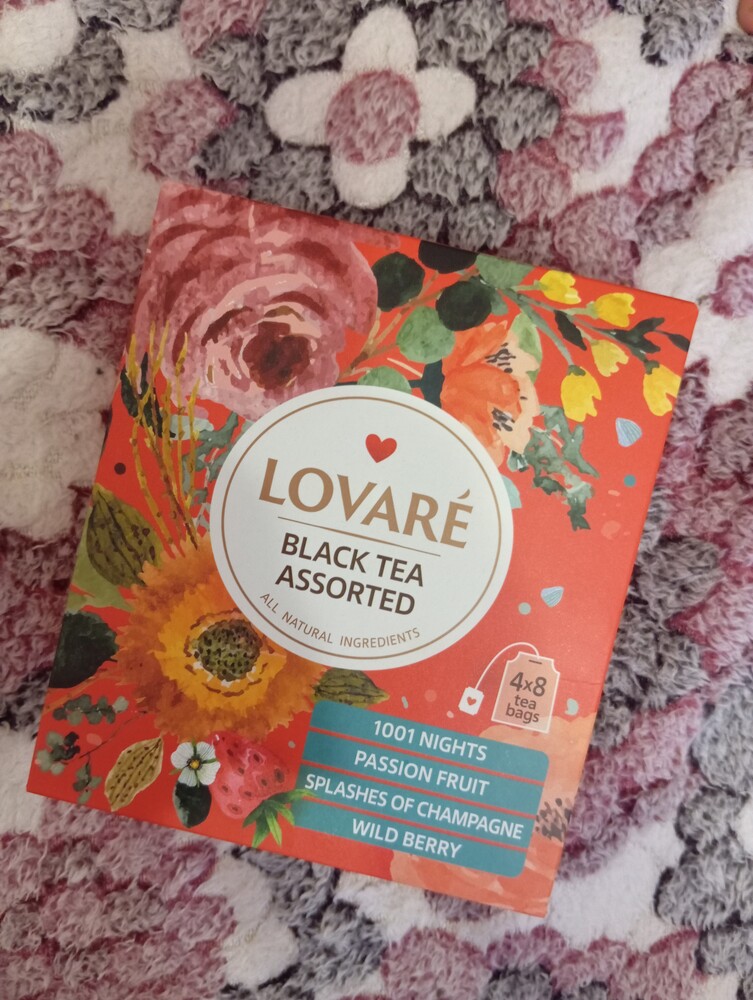 LOVARÉ
BLACK TEA
ASSORTED
ALL NATURAL INGREDIENTS
4x8
tea
bags
1001 NIGHTS
PASSION FRUIT
SPLASHES OF CHAMPAGNE
WILD BERRY